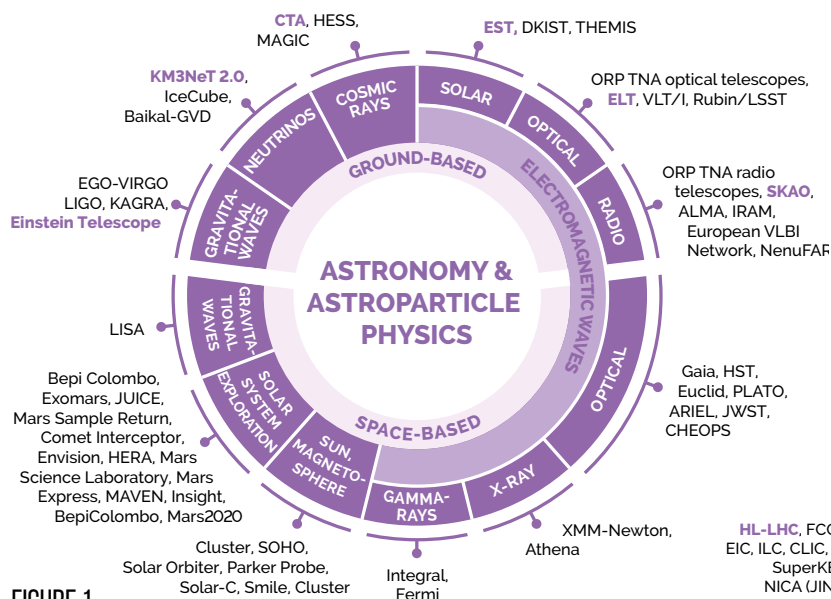 CTA, HESS,
MAGIC
EST, DKIST, THEMIS
KM3NeT 2.0,
IceCube,
Baikal-GVD
ORP TNA optical telescopes,
ELT, VLT/I, Rubin/LSST
EGO-VIRGO
LIGO, KAGRA,
Einstein Telescope
ORP TNA radio
telescopes, SKAO,
ALMA, IRAM,
European VLBI
Network, NenuFAR
COSMIC
RAYS
SOLAR
NEUTRINOS
OPTICAL
GRAVITA-
TIONAL
WAVES
RADIO
GROUND-BASED
ELECTROMAGNETIC WAVES
ASTRONOMY &
ASTROPARTICLE
PHYSICS
GRAVITA-
TIONAL
WAVES
OPTICAL
SOLAR
SYSTEM
EXPLORATION
SPACE-BASED
SUN,
MAGNETO-
SPHERE
GAMMA-
RAYS
X-RAY
LISA
Bepi Colombo,
Exomars, JUICE,
Mars Sample Return,
Comet Interceptor,
Envision, HERA, Mars
Science Laboratory, Mars
Express, MAVEN, Insight,
BepiColombo, Mars2020
Gaia, HST,
Euclid, PLATO,
ARIEL, JWST,
CHEOPS
Cluster, SOHO,
Solar Orbiter, Parker Probe,
Solar-C, Smile, Cluster
Integral,
Fermi
XMM-Newton,
Athena
HL-LHC, FCC
EIC, ILC, CLIC,
SuperKE
NICA (JIN
FIGURE 1